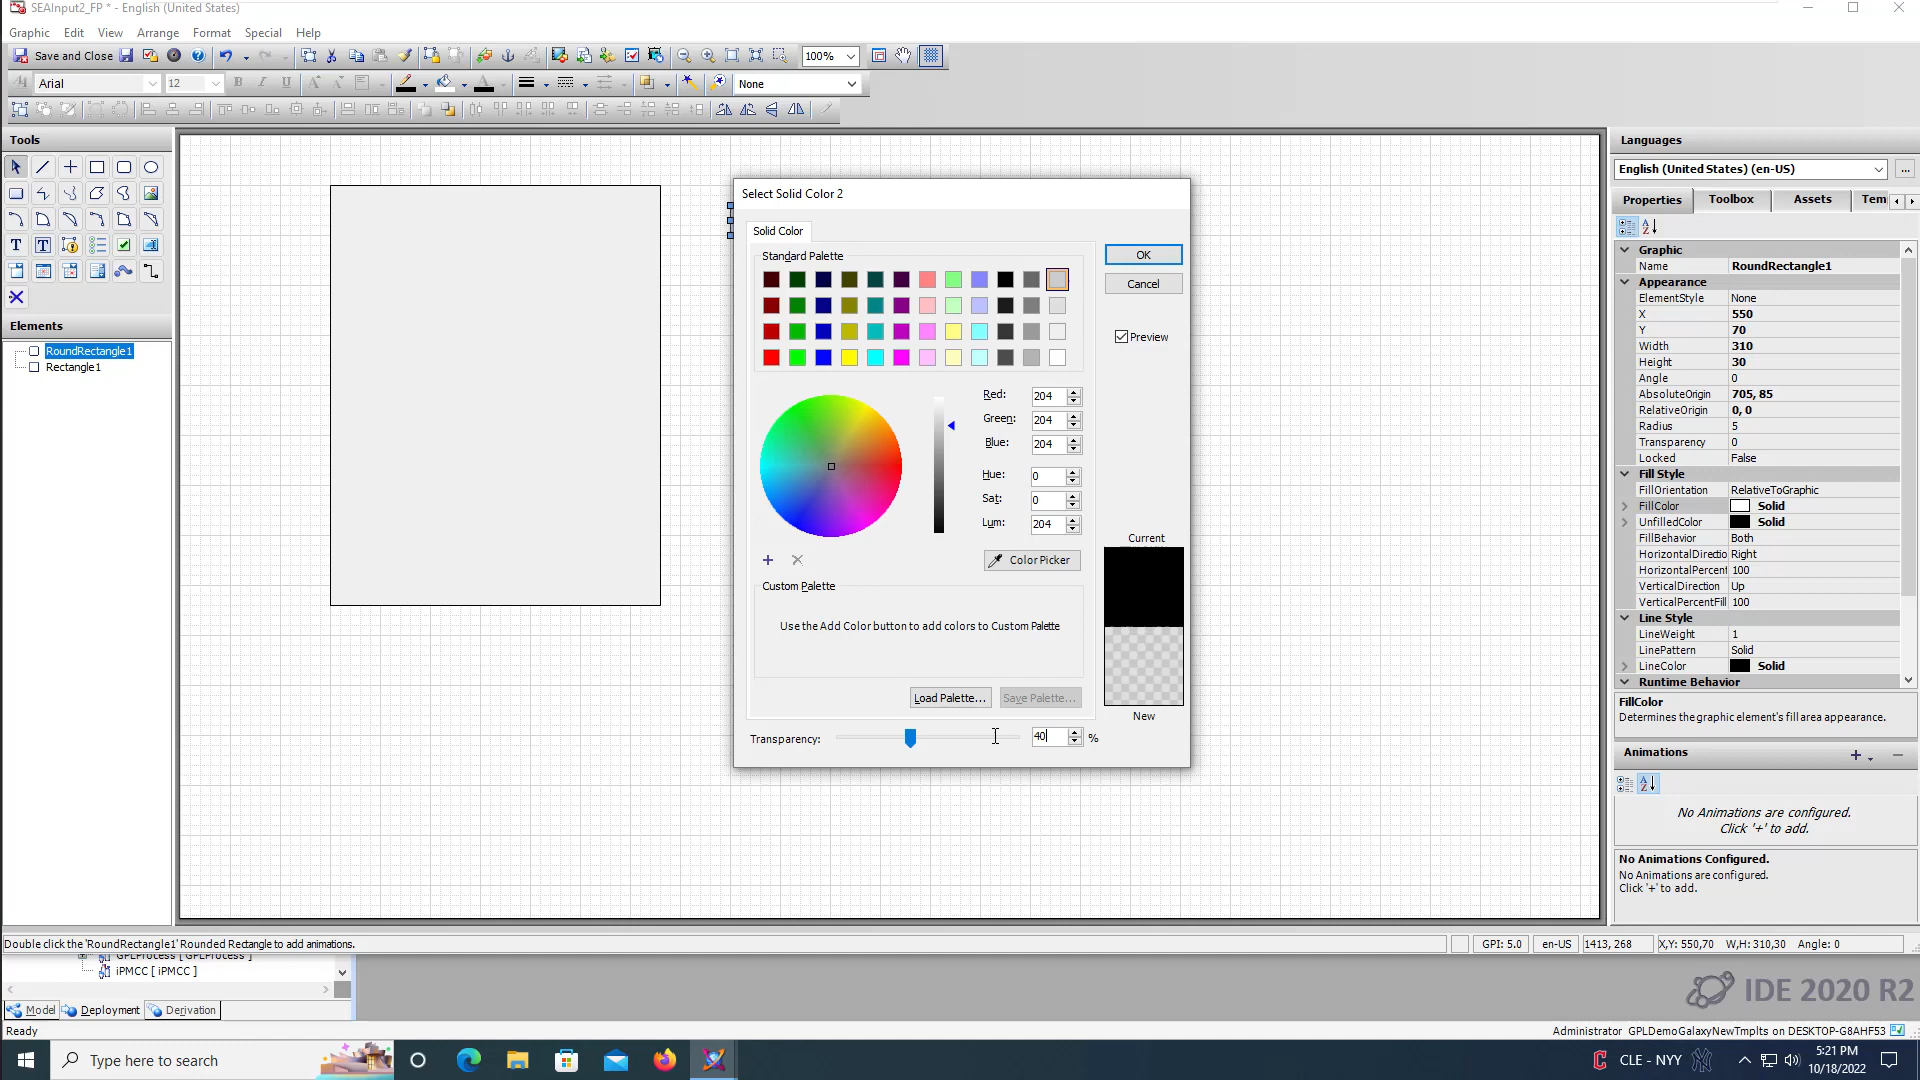 SEAInput2_FP * - English (United States)
Graphic Edit View Arrange Format Special Help
Save and Close 100%
Arial 12 None
Tools
Elements
RoundRectangle1
Rectangle1
Select Solid Color 2
Solid Color
Standard Palette
OK
Cancel
Preview
Red: 204
Green: 204
Blue: 204
Hue: 0
Sat: 0
Lum: 204
Color Picker
Custom Palette
Use the Add Color button to add colors to Custom Palette
Load Palette... Save Palette...
Current
New
Transparency: 40 %
Languages
English (United States) (en-US) ...
Properties Toolbox Assets Tem
Graphic
Name RoundRectangle1
Appearance
ElementStyle None
X 550
Y 70
Width 310
Height 30
Angle 0
AbsoluteOrigin 705, 85
RelativeOrigin 0, 0
Radius 5
Transparency 0
Locked False
Fill Style
FillOrientation RelativeToGraphic
FillColor Solid
UnfilledColor Solid
FillBehavior Both
HorizontalDirectio Right
HorizontalPercent 100
VerticalDirection Up
VerticalPercentFill 100
Line Style
LineWeight 1
LinePattern Solid
LineColor Solid
Runtime Behavior
FillColor
Determines the graphic element's fill area appearance.
Animations
No Animations are configured.
Click '+' to add.
No Animations Configured.
No Animations are configured.
Click '+' to add.
Double click the 'RoundRectangle1' Rounded Rectangle to add animations.
GPI: 5.0 en-US 1413, 268 X,Y: 550,70 W,H: 310,30 Angle: 0
GPLProcess [ GPLProcess ]
iPMCC [ iPMCC ]
IDE 2020 R2
Model Deployment Derivation
Ready
Administrator GPLDemoGalaxyNewTmplts on DESKTOP-G8AHF53
Type here to search
CLE - NYY
5:21 PM
10/18/2022